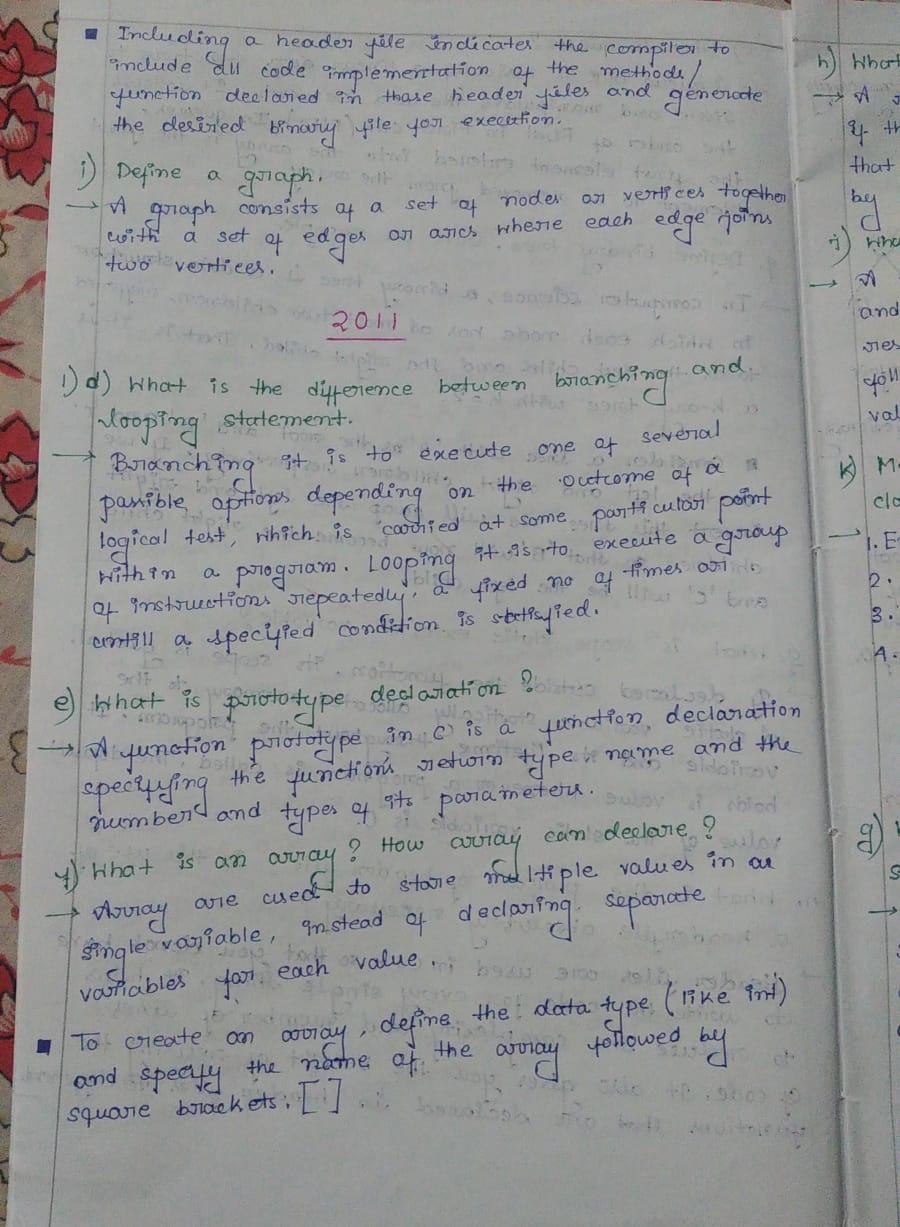 ▪ Including a header file indicates the compiler to
include all code implementation of the methods/
function declared in those header files and generate
the desired binary file for execution.
i) Define a graph.
→ A graph consists of a set of nodes or vertices together
with a set of edges or arcs where each edge joins
two vertices.
2011
1) d) What is the difference between branching and
looping statement.
→ Branching it is to execute one of several
possible options depending on the outcome of a
logical test, which is carried at some particular point
within a program. Looping it is to execute a group
of instructions repeatedly, a fixed no of times or
untill a specified condition is satisfied.
e) What is prototype declaration ?
→ A function prototype in C is a function declaration
specifying the function's return type name and the
number and types of its parameters.
f) What is an array ? How array can declare ?
→ Array are used to store multiple values in a
single variable, instead of declaring separate
variables for each value.
▪ To create an array, define the data type (like int)
and specify the name of the array followed by
square brackets. [ ]
h) What
→ A
that
by
→ A
and
foll
val
k) M
clo
→ 1. E
2.
3.
4.
g)
→